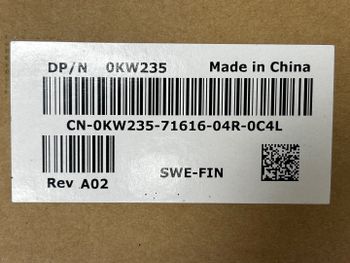 DP/N 0KW235 Made in China
CN-0KW235-71616-04R-0C4L
SWE-FIN
Rev A02